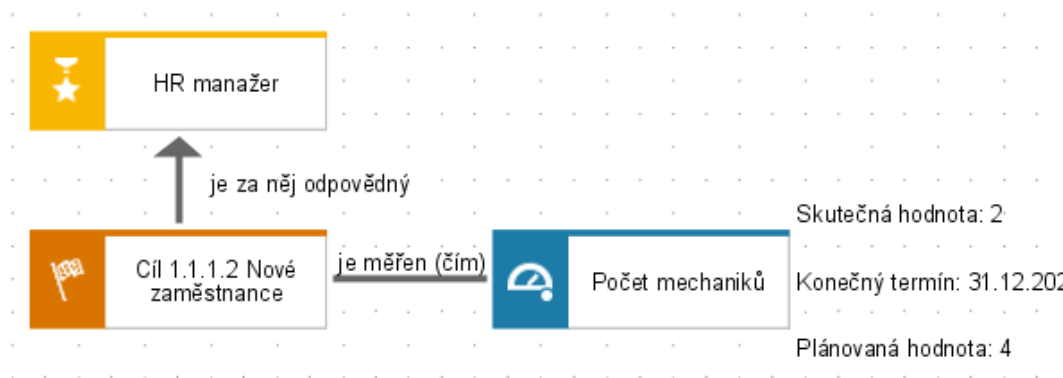 HR manažer
je za něj odpovědný
Skutečná hodnota: 2
Cíl 1.1.1.2 Nové
zaměstnance
je měřen (čím)
Počet mechaniků
Konečný termín: 31.12.202
Plánovaná hodnota: 4